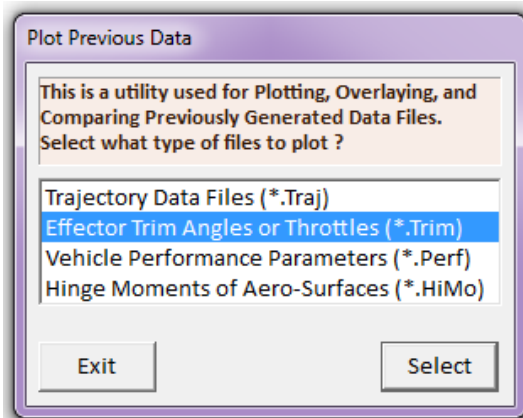 Plot Previous Data
This is a utility used for Plotting, Overlaying, and
Comparing Previously Generated Data Files.
Select what type of files to plot ?
Trajectory Data Files (*.Traj)
Effector Trim Angles or Throttles (*.Trim)
Vehicle Performance Parameters (*.Perf)
Hinge Moments of Aero-Surfaces (*.HiMo)
Exit
Select